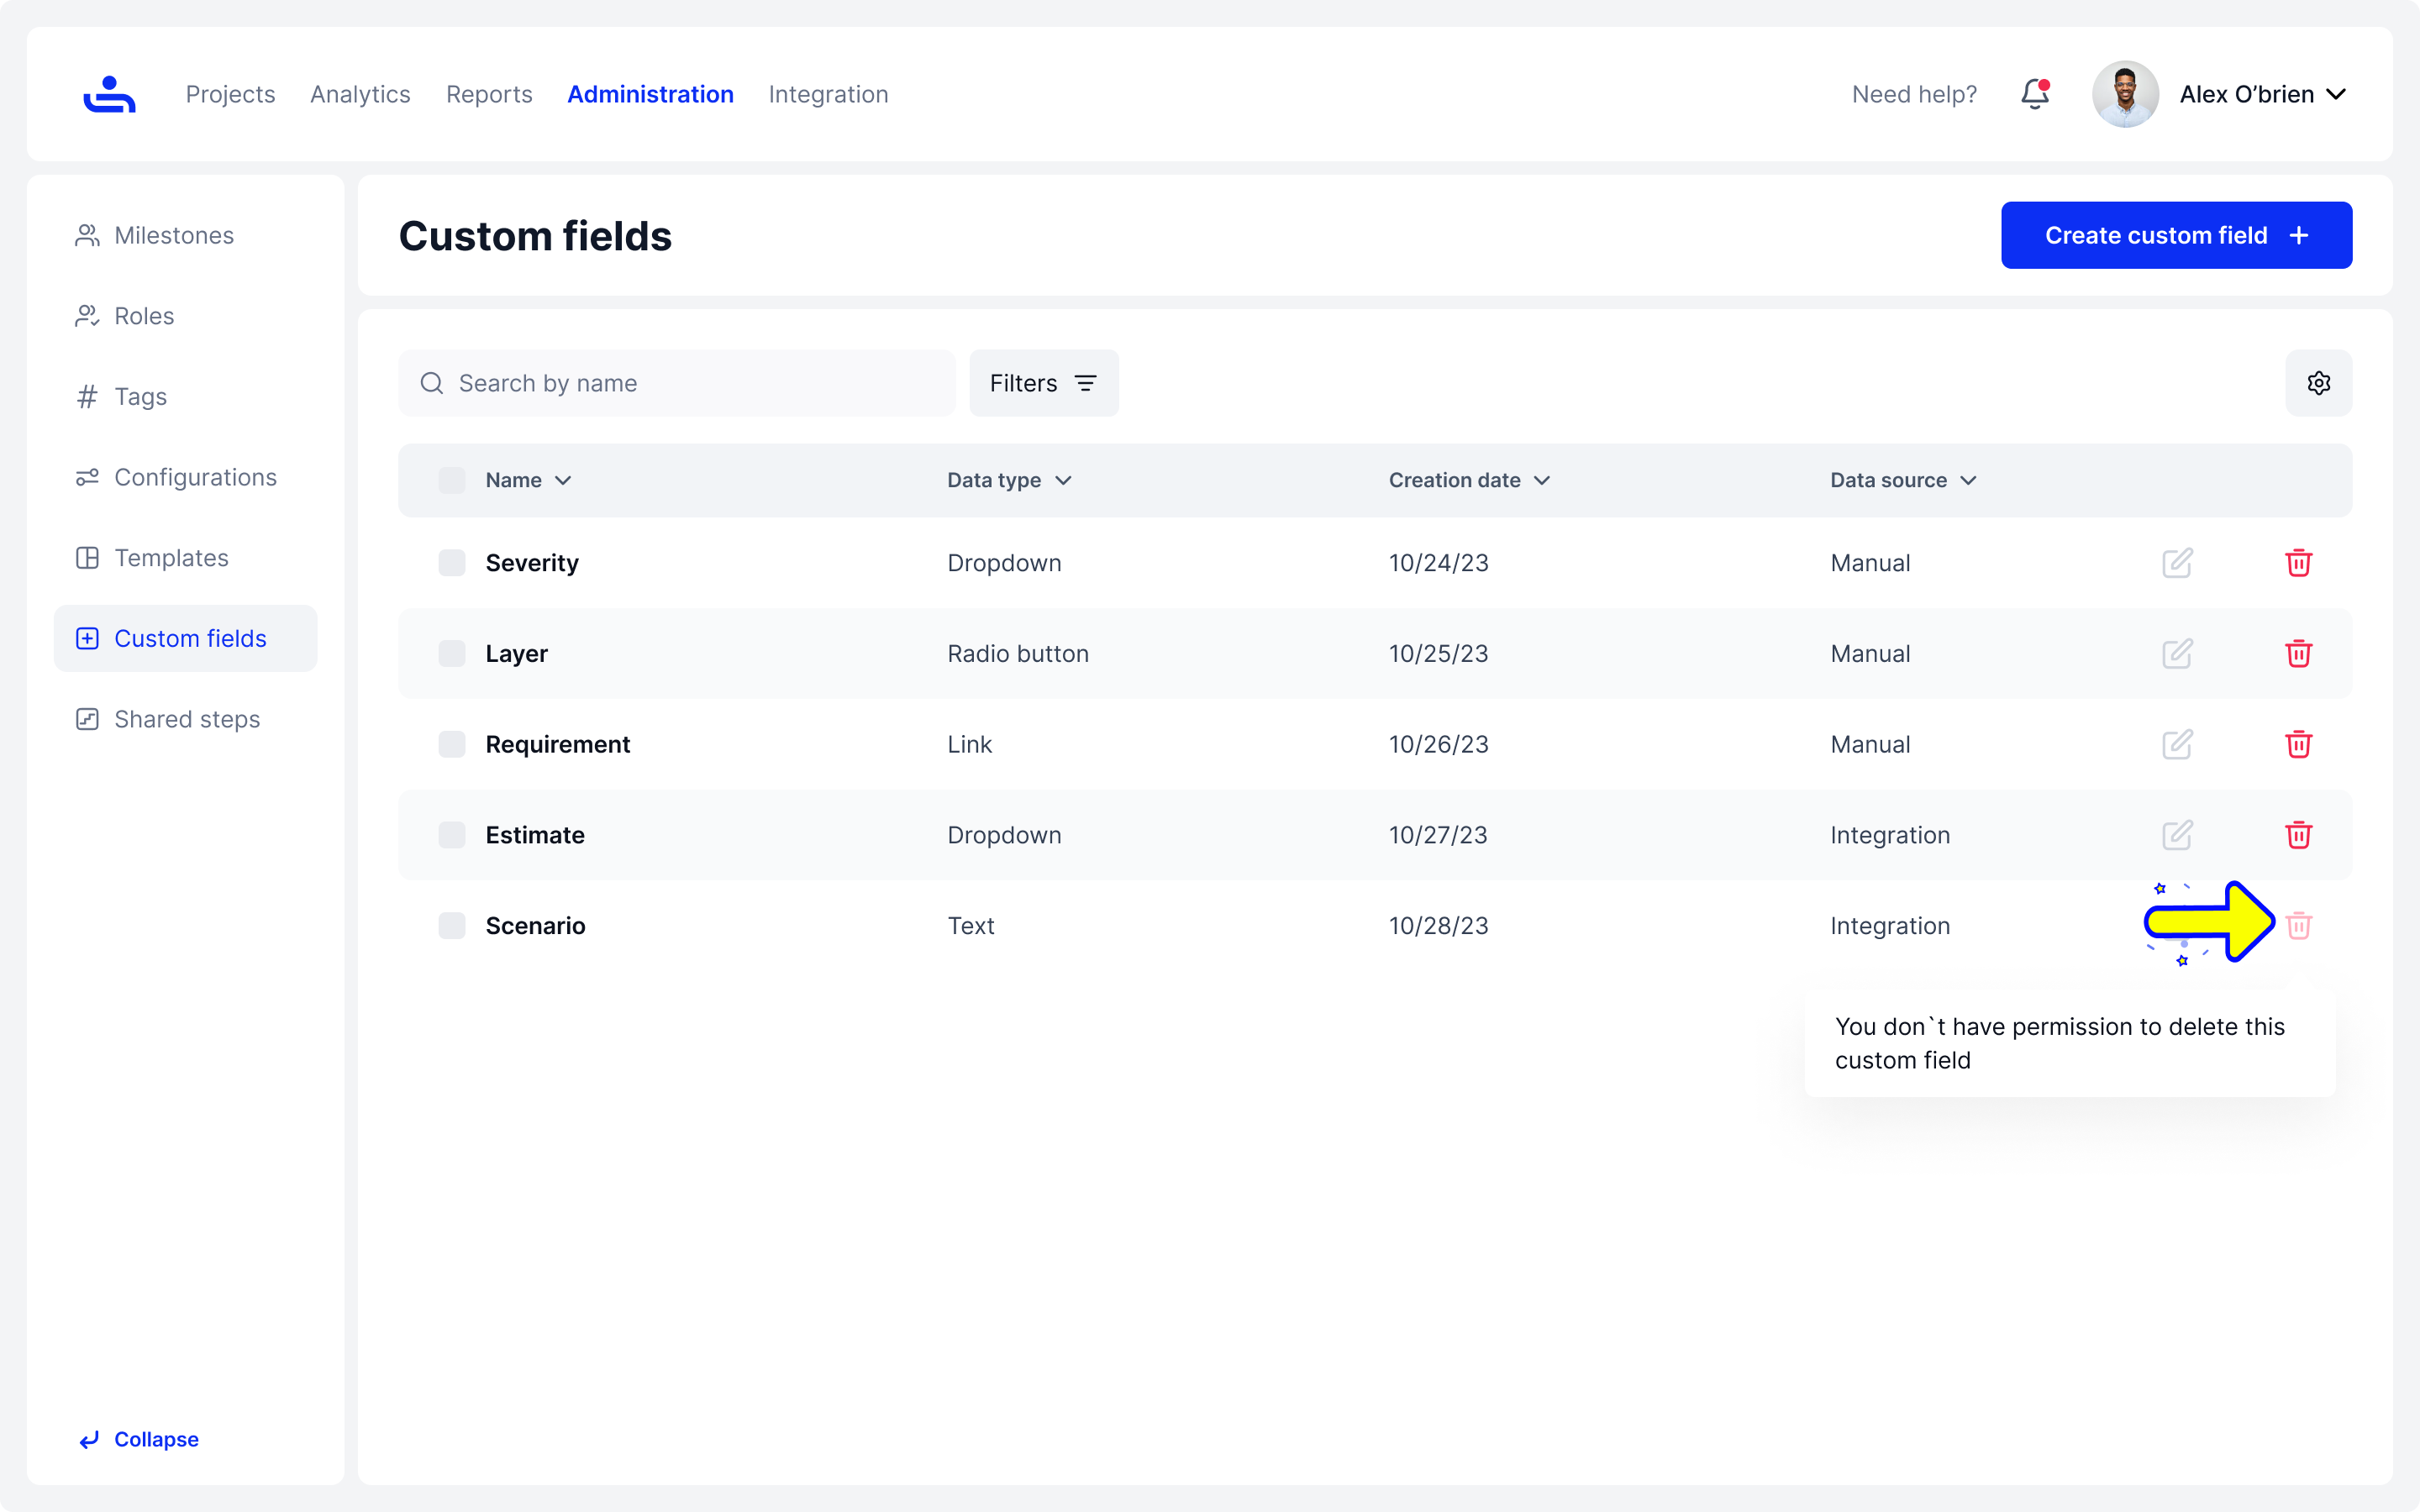 Projects Analytics Reports Administration Integration Need help? Alex O’brien
Milestones
Roles
Tags
Configurations
Templates
Custom fields
Shared steps
Collapse
Custom fields Create custom field
Search by name Filters
Name Data type Creation date Data source
Severity Dropdown 10/24/23 Manual
Layer Radio button 10/25/23 Manual
Requirement Link 10/26/23 Manual
Estimate Dropdown 10/27/23 Integration
Scenario Text 10/28/23 Integration
You don`t have permission to delete this
custom field